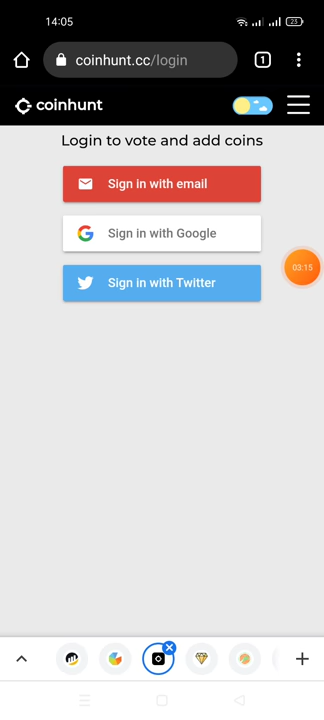 14:05
23
coinhunt.cc/login
1
coinhunt
Login to vote and add coins
Sign in with email
Sign in with Google
Sign in with Twitter
03:15